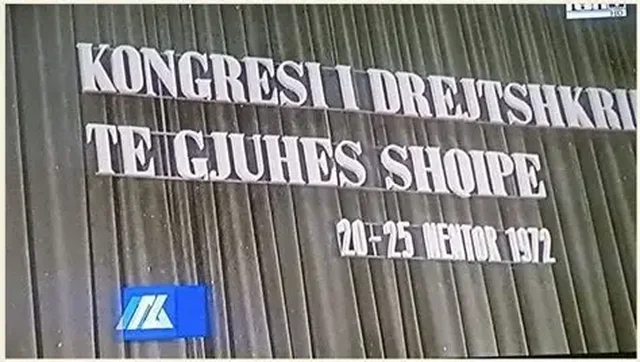 KONGRESI I DREJTSHKRI
TE GJUHES SHQIPE
20-25 NENTOR 1972